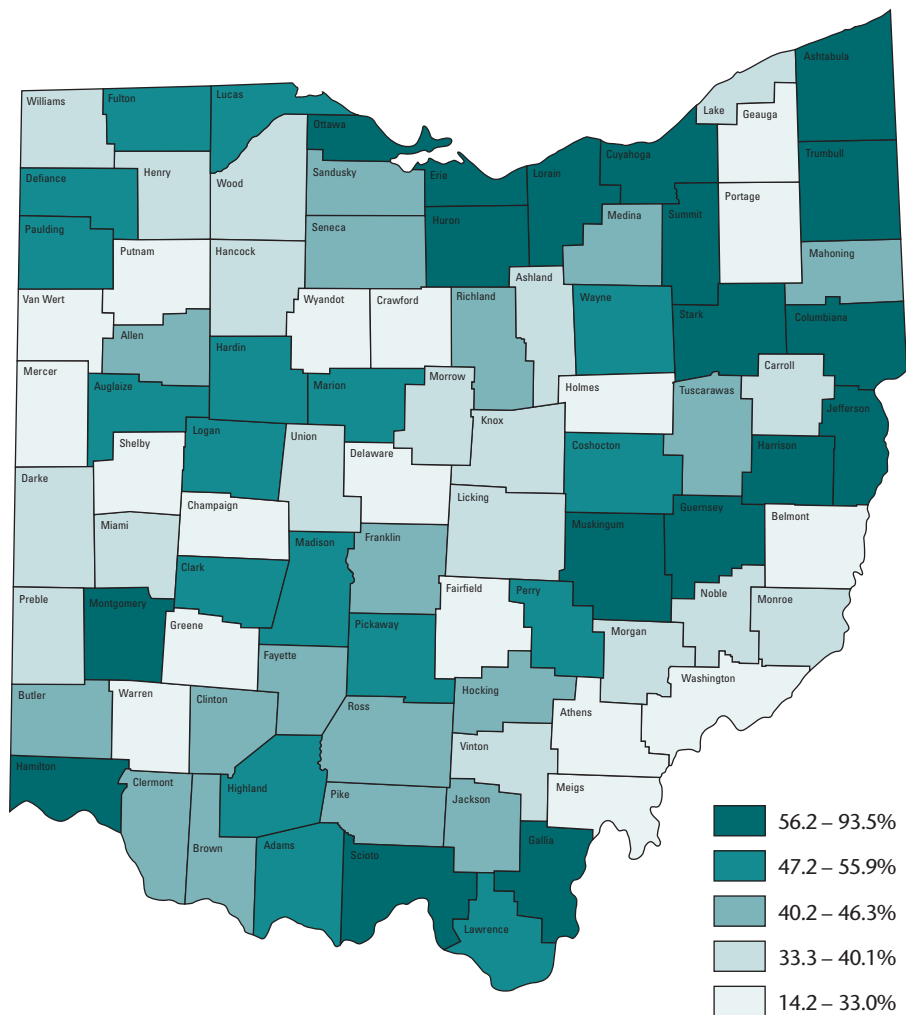 Ashtabula
Lucas
Williams
Fulton
Lake
Geauga
Ottawa
Cuyahoga
Trumbull
Erie
Lorain
Sandusky
Henry
Defiance
Wood
Portage
Medina
Summit
Huron
Seneca
Paulding
Putnam
Hancock
Mahoning
Ashland
Van Wert
Wyandot
Crawford
Richland
Wayne
Stark
Columbiana
Allen
Hardin
Carroll
Mercer
Morrow
Auglaize
Marion
Holmes
Tuscarawas
Jefferson
Knox
Logan
Union
Shelby
Coshocton
Harrison
Delaware
Darke
Licking
Champaign
Guernsey
Belmont
Miami
Muskingum
Franklin
Madison
Clark
Fairfield
Perry
Noble
Monroe
Preble
Montgomery
Greene
Pickaway
Morgan
Fayette
Washington
Hocking
Butler
Warren
Clinton
Ross
Athens
Vinton
Hamilton
Clermont
Highland
Pike
Jackson
Meigs
56.2 – 93.5%
Gallia
Brown
Adams
Scioto
47.2 – 55.9%
40.2 – 46.3%
Lawrence
33.3 – 40.1%
14.2 – 33.0%